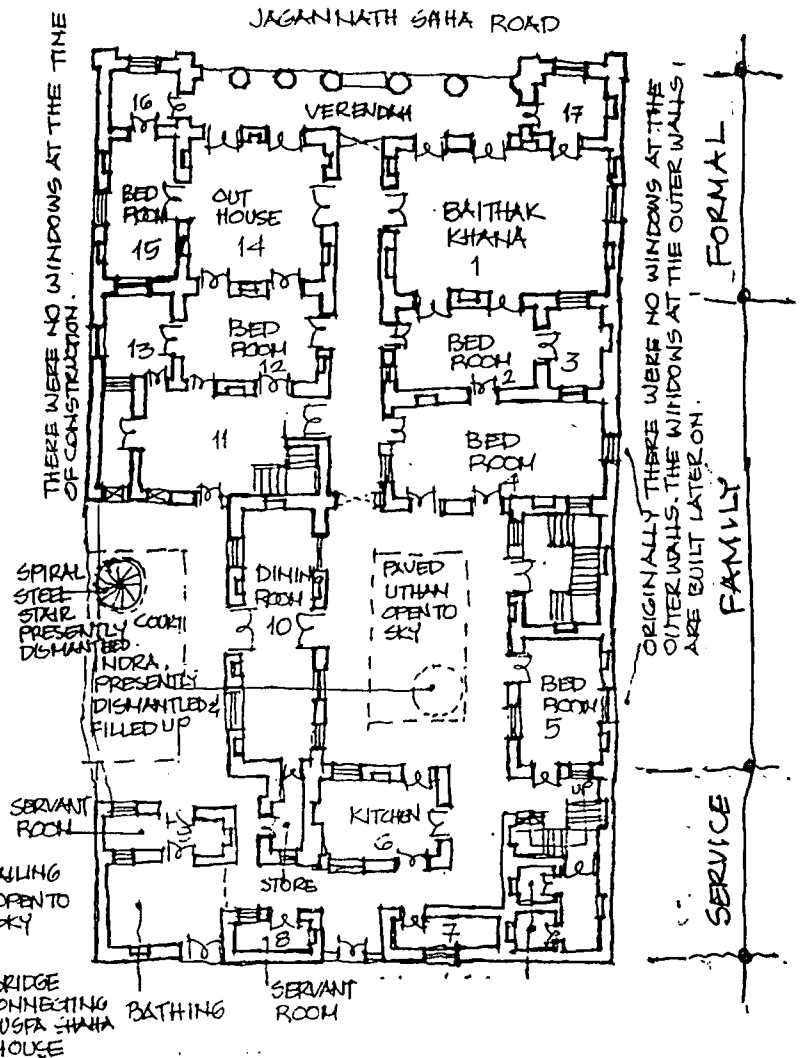 JAGANNATH SAHA ROAD
THERE WERE NO WINDOWS AT THE TIME
OF CONSTRUCTION.
16
VERENDAH
17
BED
ROOM
15
OUT
HOUSE
14
BAITHAK
KHANA
1
13
BED
ROOM
12
BED
ROOM
2
3
11
BED
ROOM
4
SPIRAL
STEEL
STAIR
PRESENTLY
DISMANTLED
COOK
INDRA.
PRESENTLY
DISMANTLED &
FILLED UP
DINING
ROOM
10
PAVED
UTHAN
OPEN TO
SKY
BED
ROOM
5
UP
SERVANT
ROOM
KITCHEN
6
STORE
AILING
OPEN TO
SKY
8
7
BRIDGE
CONNECTING
HOUSE
BATHING
SERVANT
ROOM
ORIGINALLY THERE WERE NO WINDOWS AT THE
OUTER WALLS. THE WINDOWS AT THE OUTER WALLS,
ARE BUILT LATER ON.
FORMAL
FAMILY
SERVICE